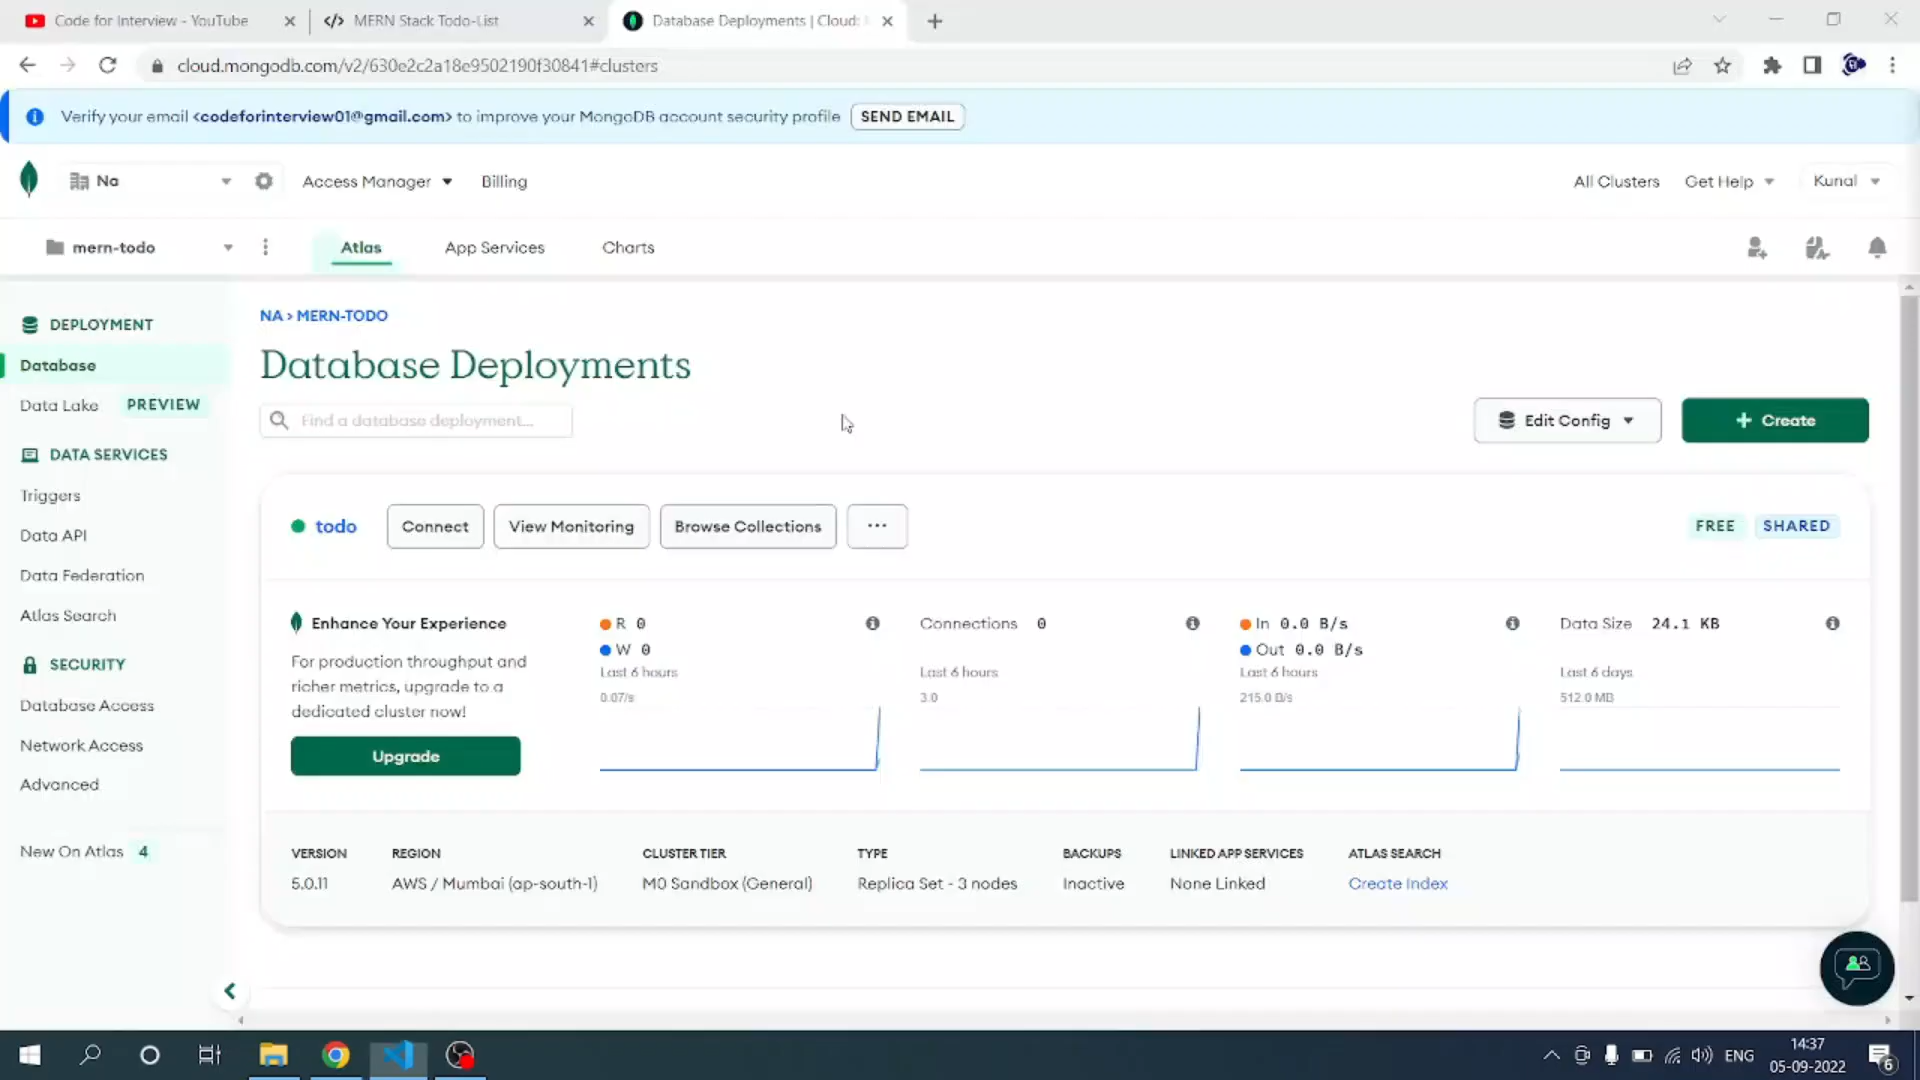 Code for Interview - YouTube
MERN Stack Todo-List
Database Deployments | Cloud:
cloud.mongodb.com/v2/630e2c2a18e9502190f30841#clusters
Verify your email <codeforinterview01@gmail.com> to improve your MongoDB account security profile SEND EMAIL
Na
Access Manager
Billing
All Clusters
Get Help
Kunal
mern-todo
Atlas
App Services
Charts
DEPLOYMENT
Database
Data Lake PREVIEW
DATA SERVICES
Triggers
Data API
Data Federation
Atlas Search
SECURITY
Database Access
Network Access
Advanced
New On Atlas 4
NA > MERN-TODO
Database Deployments
Find a database deployment...
Edit Config
+ Create
todo
Connect
View Monitoring
Browse Collections
...
FREE
SHARED
Enhance Your Experience
For production throughput and
richer metrics, upgrade to a
dedicated cluster now!
Upgrade
R 0
W 0
Last 6 hours
0.07/s
Connections 0
Last 6 hours
3.0
In 0.0 B/s
Out 0.0 B/s
Last 6 hours
215.0 B/s
Data Size 24.1 KB
Last 6 days
512.0 MB
VERSION
5.0.11
REGION
AWS / Mumbai (ap-south-1)
CLUSTER TIER
M0 Sandbox (General)
TYPE
Replica Set - 3 nodes
BACKUPS
Inactive
LINKED APP SERVICES
None Linked
ATLAS SEARCH
Create Index
ENG
14:37
05-09-2022
6